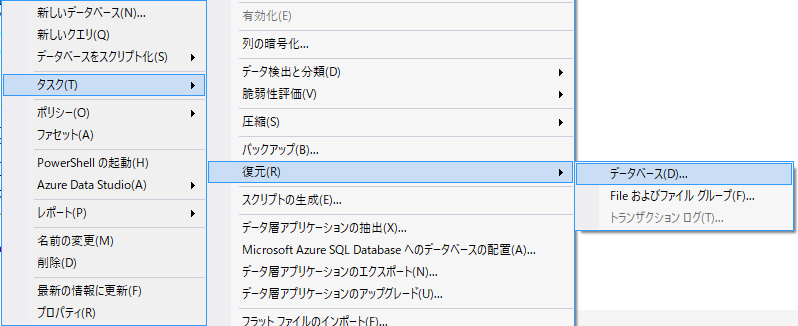 新しいデータベース(N)...
新しいクエリ(Q)
データベースをスクリプト化(S)
タスク(T)
ポリシー(O)
ファセット(A)
PowerShell の起動(H)
Azure Data Studio(A)
レポート(P)
名前の変更(M)
削除(D)
最新の情報に更新(F)
プロパティ(R)
有効化(E)
列の暗号化...
データ検出と分類(D)
脆弱性評価(V)
圧縮(S)
バックアップ(B)...
復元(R)
スクリプトの生成(E)...
データ層アプリケーションの抽出(X)...
Microsoft Azure SQL Database へのデータベースの配置(A)...
データ層アプリケーションのエクスポート(N)...
データ層アプリケーションのアップグレード(U)...
フラット ファイルのインポート(F)...
データベース(D)...
File およびファイル グループ(F)...
トランザクション ログ(T)...